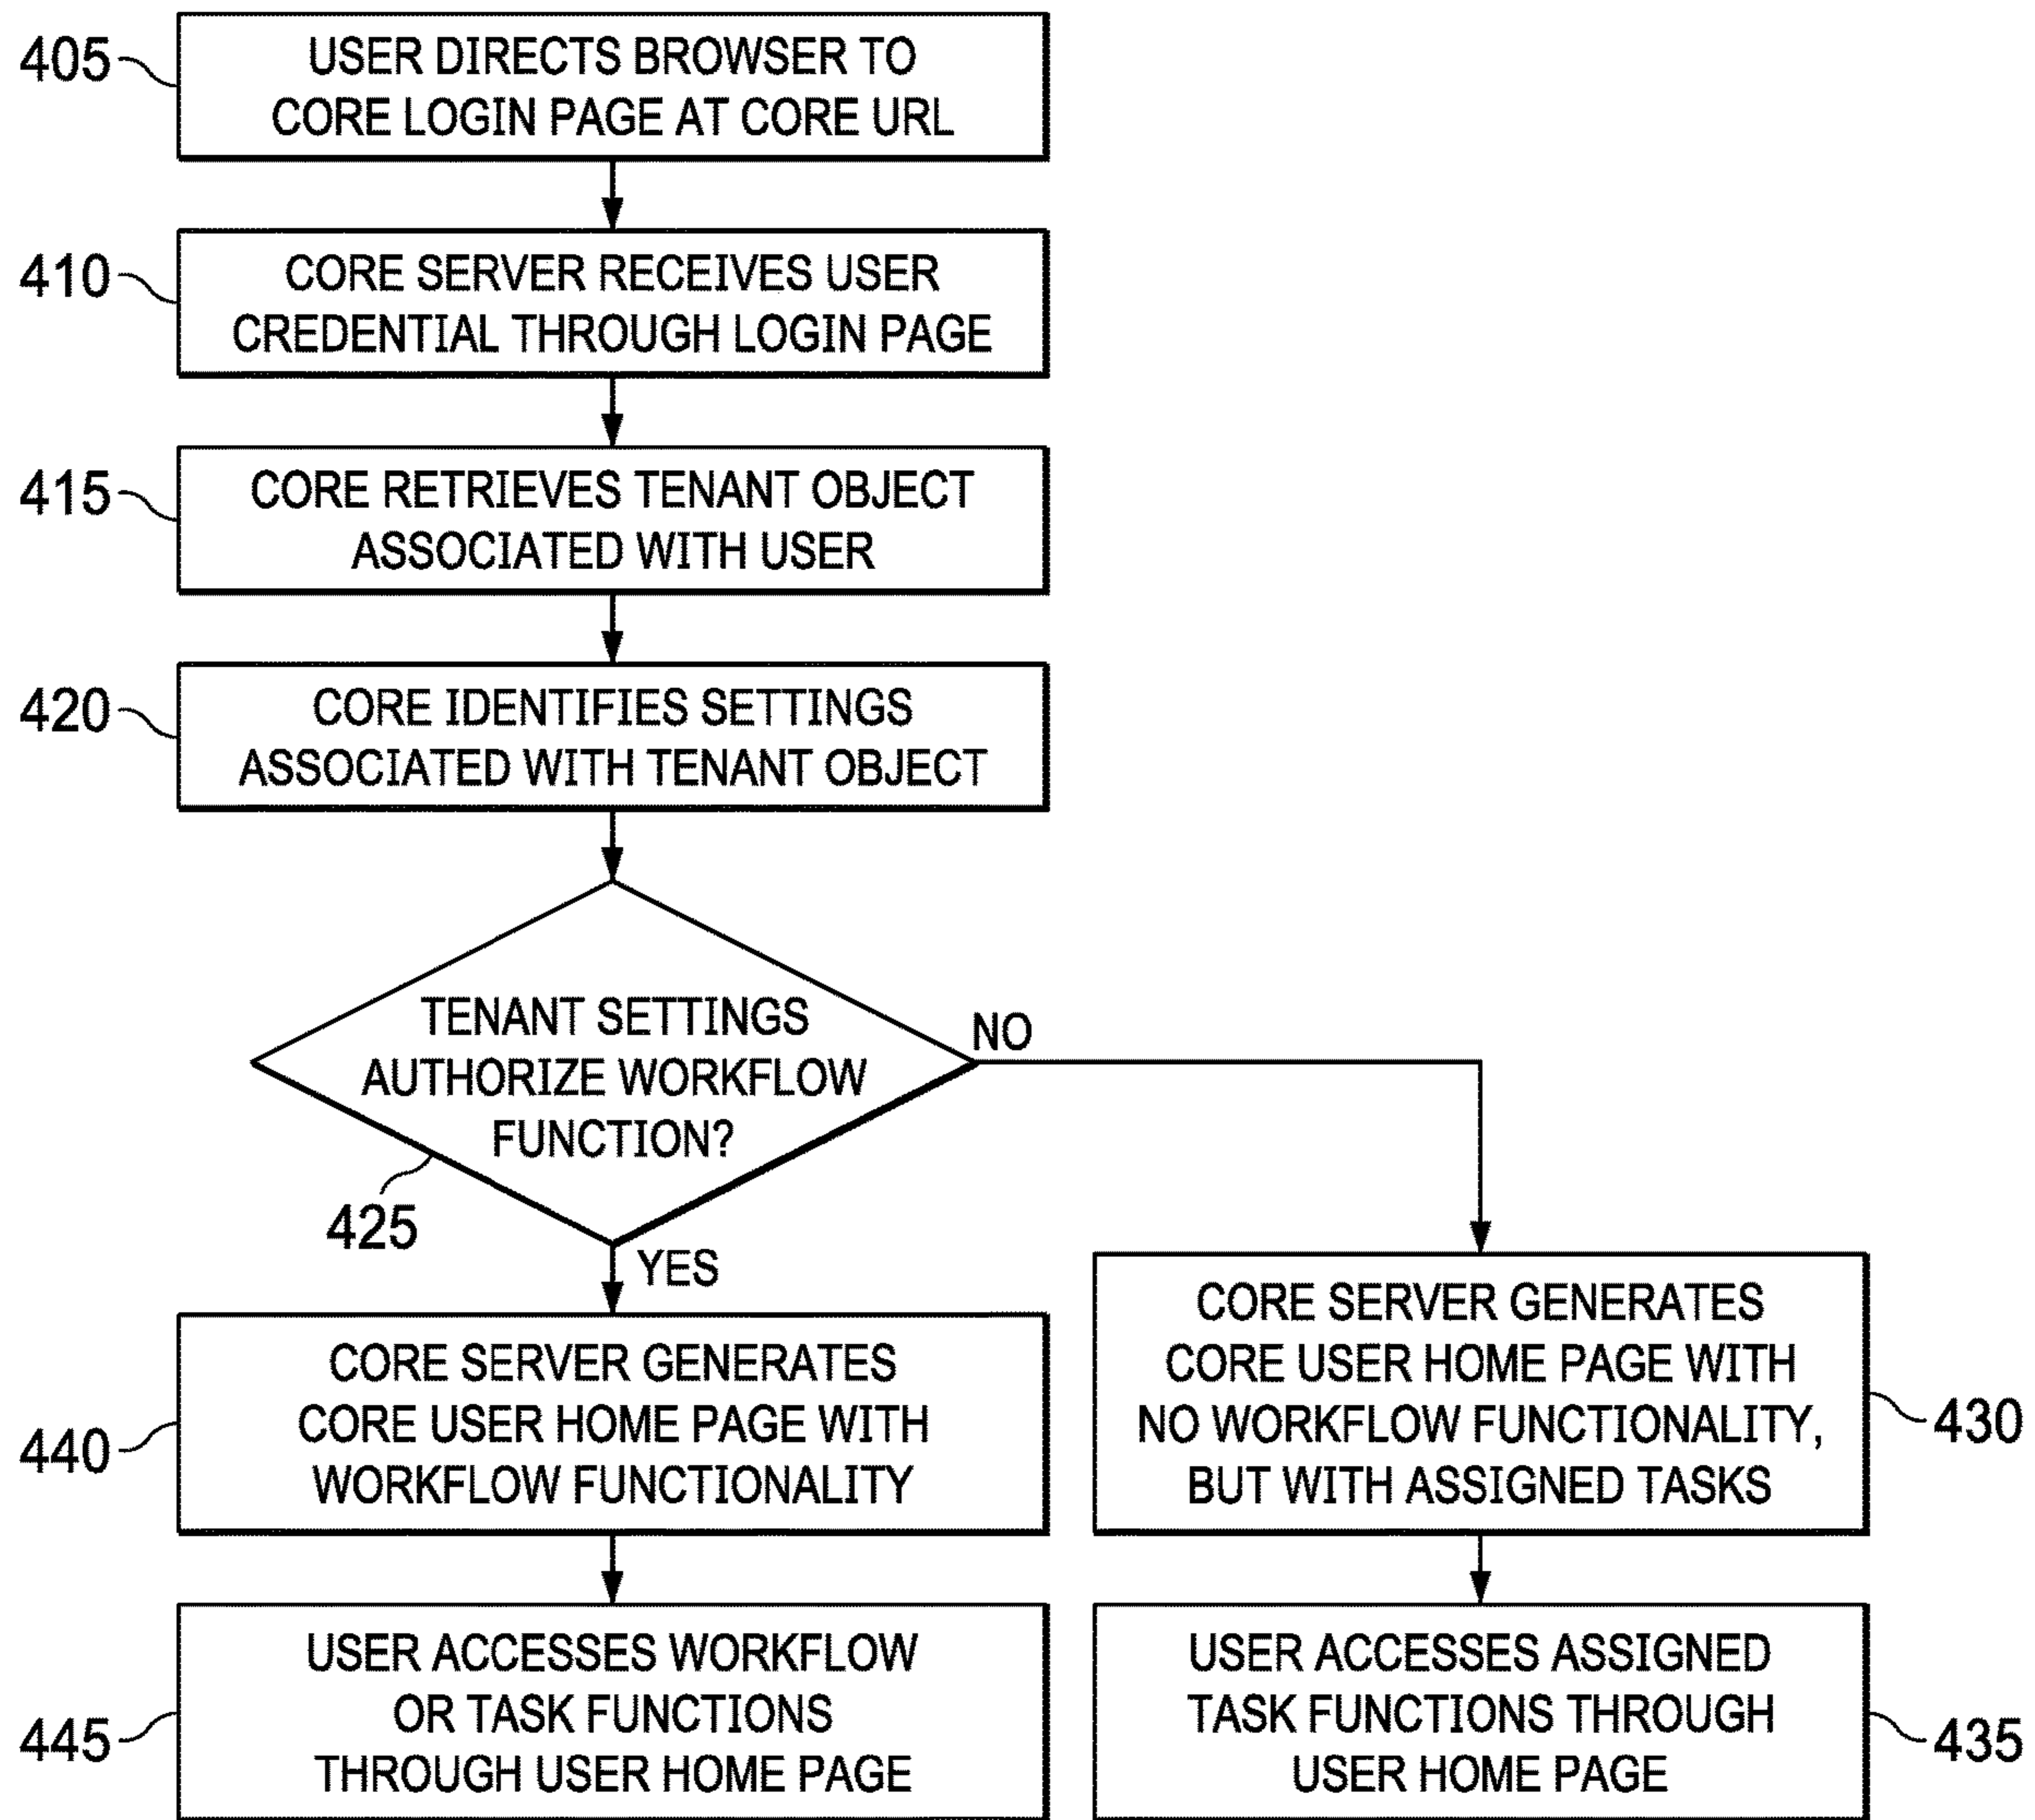 405
USER DIRECTS BROWSER TO
CORE LOGIN PAGE AT CORE URL
410
CORE SERVER RECEIVES USER
CREDENTIAL THROUGH LOGIN PAGE
415
CORE RETRIEVES TENANT OBJECT
ASSOCIATED WITH USER
420
CORE IDENTIFIES SETTINGS
ASSOCIATED WITH TENANT OBJECT
TENANT SETTINGS
AUTHORIZE WORKFLOW
FUNCTION?
425
NO
YES
440
CORE SERVER GENERATES
CORE USER HOME PAGE WITH
WORKFLOW FUNCTIONALITY
CORE SERVER GENERATES
CORE USER HOME PAGE WITH
NO WORKFLOW FUNCTIONALITY,
BUT WITH ASSIGNED TASKS
430
445
USER ACCESSES WORKFLOW
OR TASK FUNCTIONS
THROUGH USER HOME PAGE
USER ACCESSES ASSIGNED
TASK FUNCTIONS THROUGH
USER HOME PAGE
435